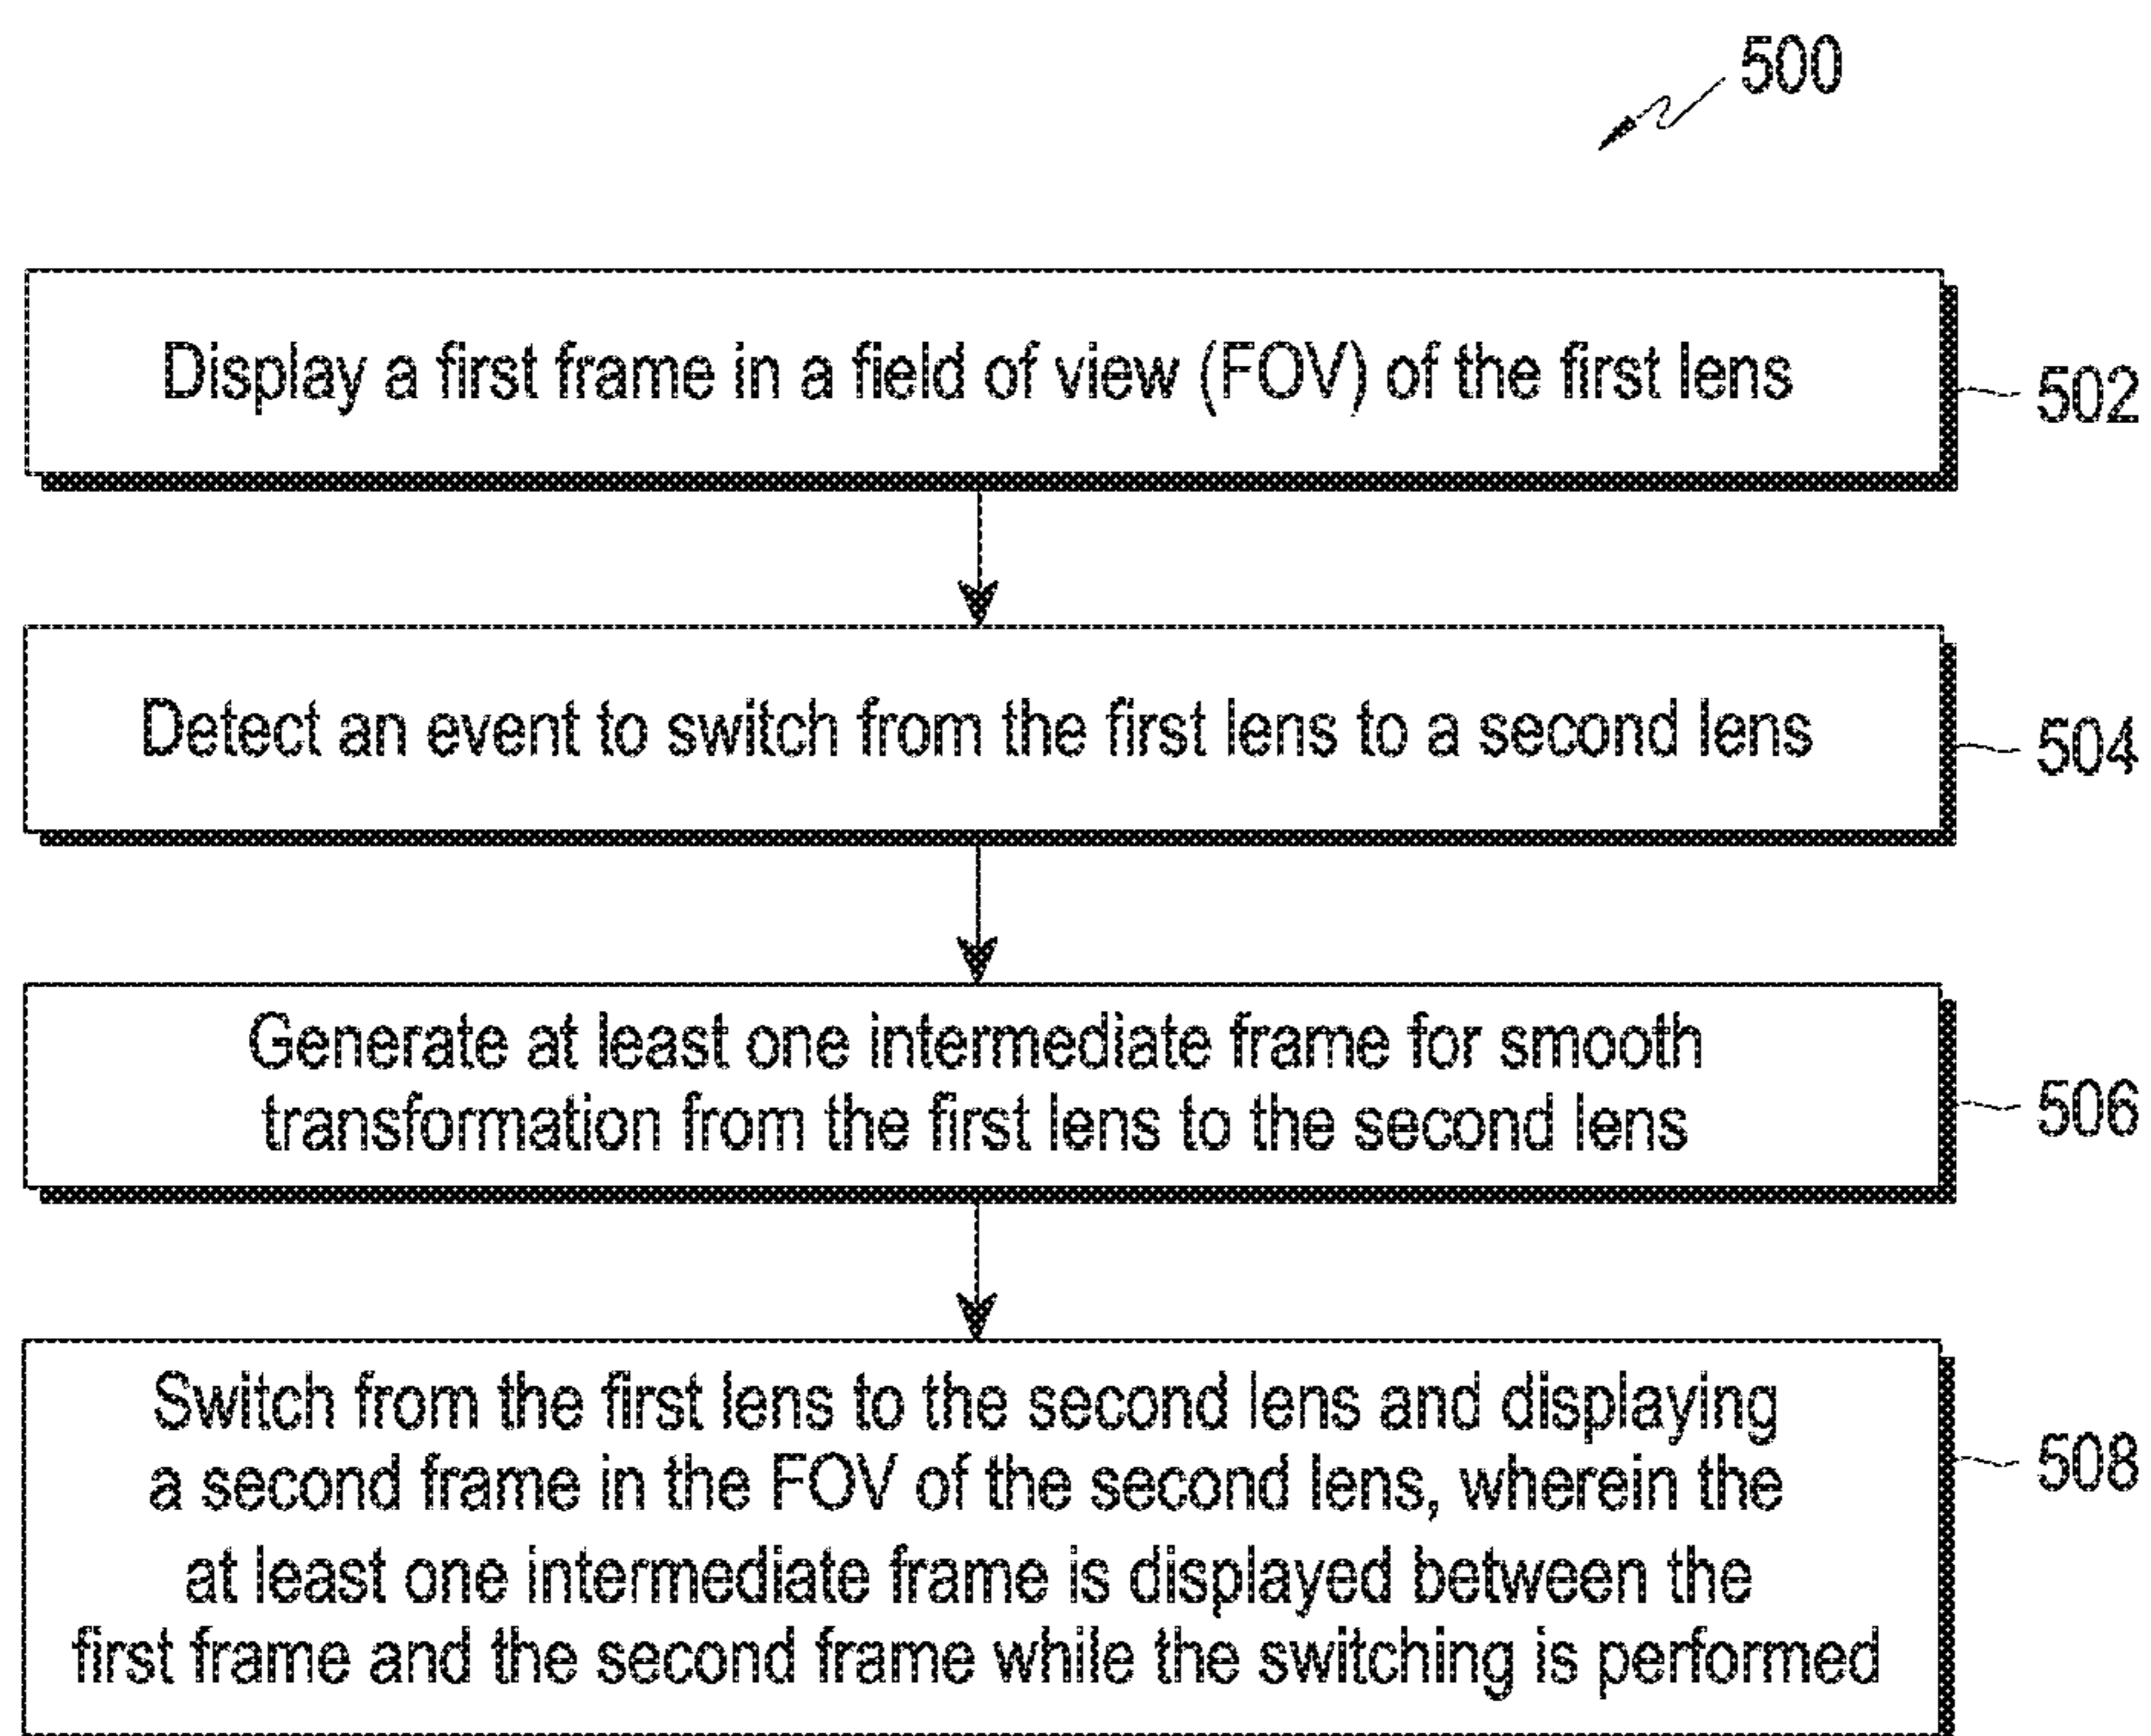 500
Display a first frame in a field of view (FOV) of the first lens
502
Detect an event to switch from the first lens to a second lens
504
Generate at least one intermediate frame for smooth
transformation from the first lens to the second lens
506
Switch from the first lens to the second lens and displaying
a second frame in the FOV of the second lens, wherein the
at least one intermediate frame is displayed between the
first frame and the second frame while the switching is performed
508